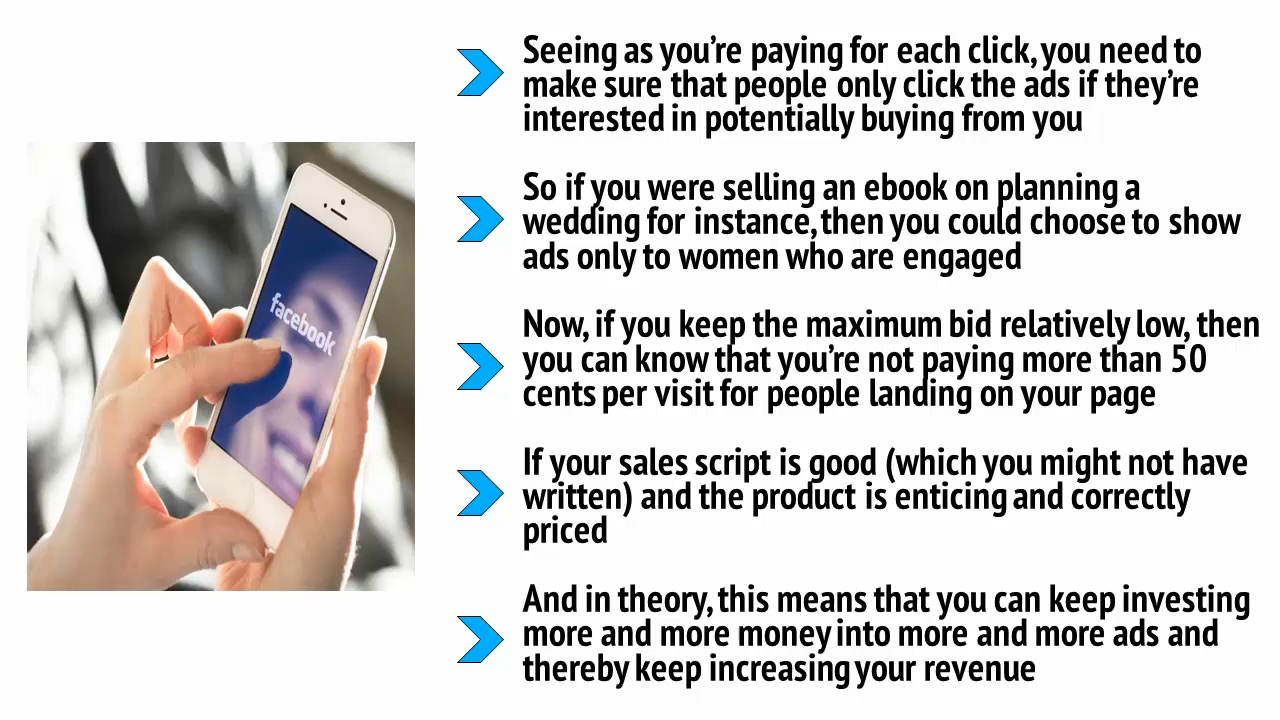 Seeing as you’re paying for each click, you need to
make sure that people only click the ads if they’re
interested in potentially buying from you
So if you were selling an ebook on planning a
wedding for instance, then you could choose to show
ads only to women who are engaged
Now, if you keep the maximum bid relatively low, then
you can know that you’re not paying more than 50
cents per visit for people landing on your page
If your sales script is good (which you might not have
written) and the product is enticing and correctly
priced
And in theory, this means that you can keep investing
more and more money into more and more ads and
thereby keep increasing your revenue
facebook